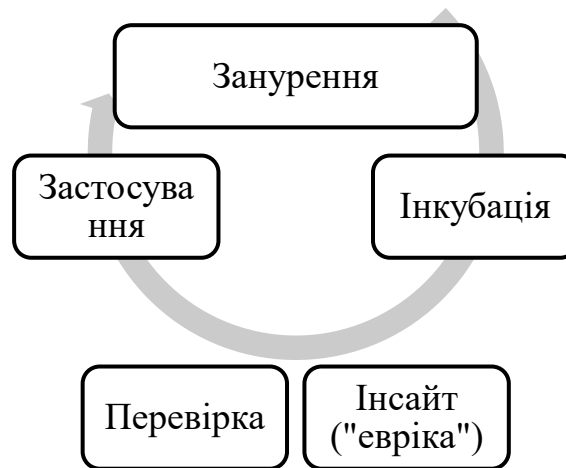 Занурення
Інкубація
Інсайт
("евріка")
Перевірка
Застосува
ння